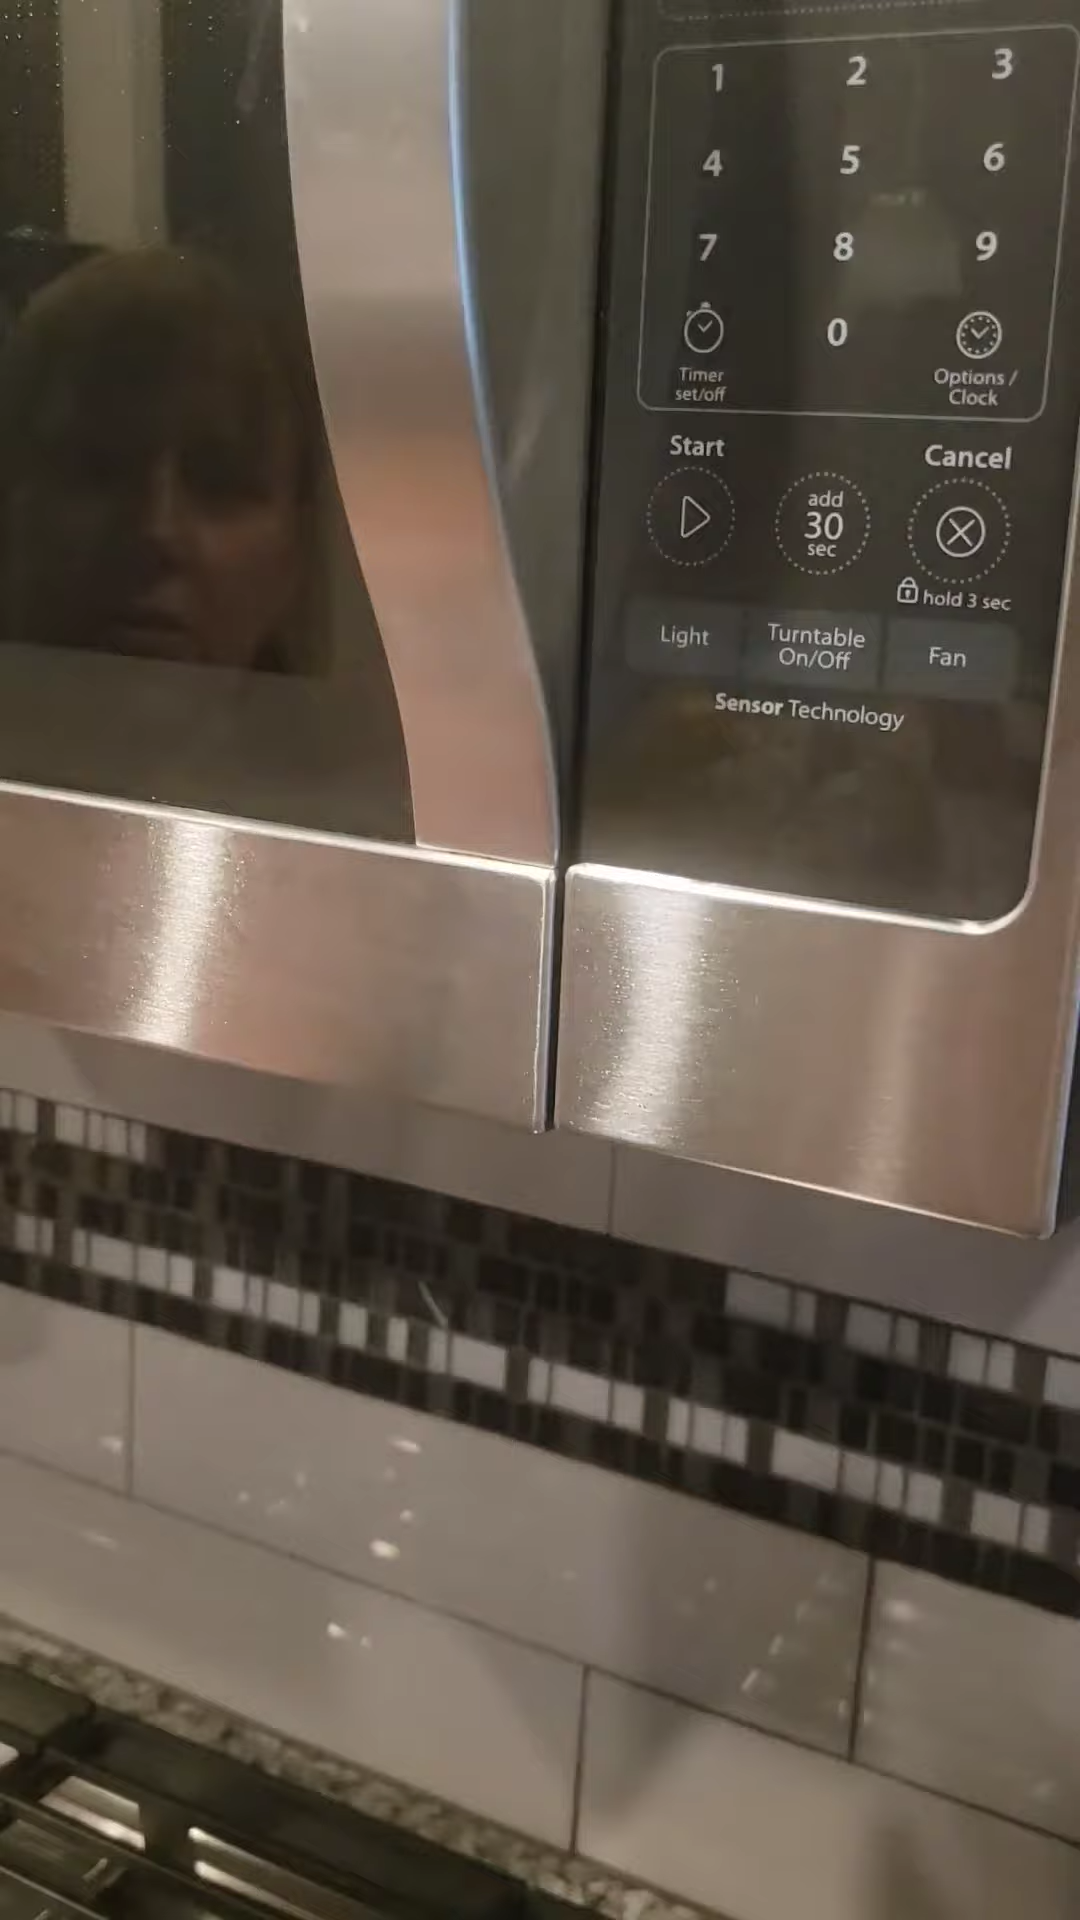 1 2 3
4 5 6
7 8 9
0
Timer
set/off
Options /
Clock
Start
Cancel
add
30
sec
hold 3 sec
Light
Turntable
On/Off
Fan
Sensor Technology